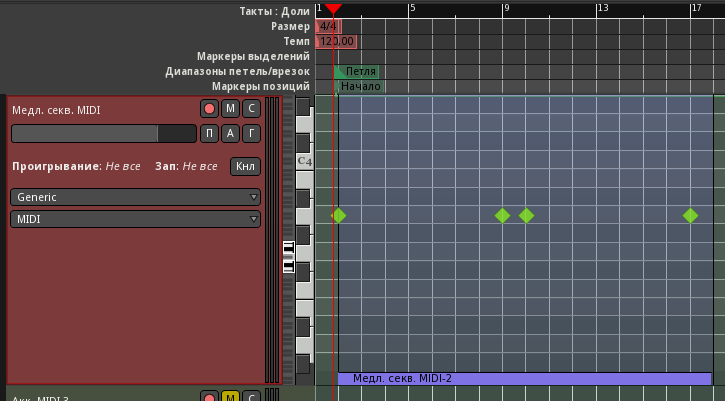 Такты : Доли 1 5 9 13 17
Размер 4/4
Темп 120,00
Маркеры выделений
Диапазоны петель/врезок Петля
Маркеры позиций Начало
Медл. секв. MIDI М С
П А Г
C4
Проигрывание: Не все Зап: Не все Кнл
Generic
MIDI
Медл. секв. MIDI-2
Акк. MIDI 3 М С